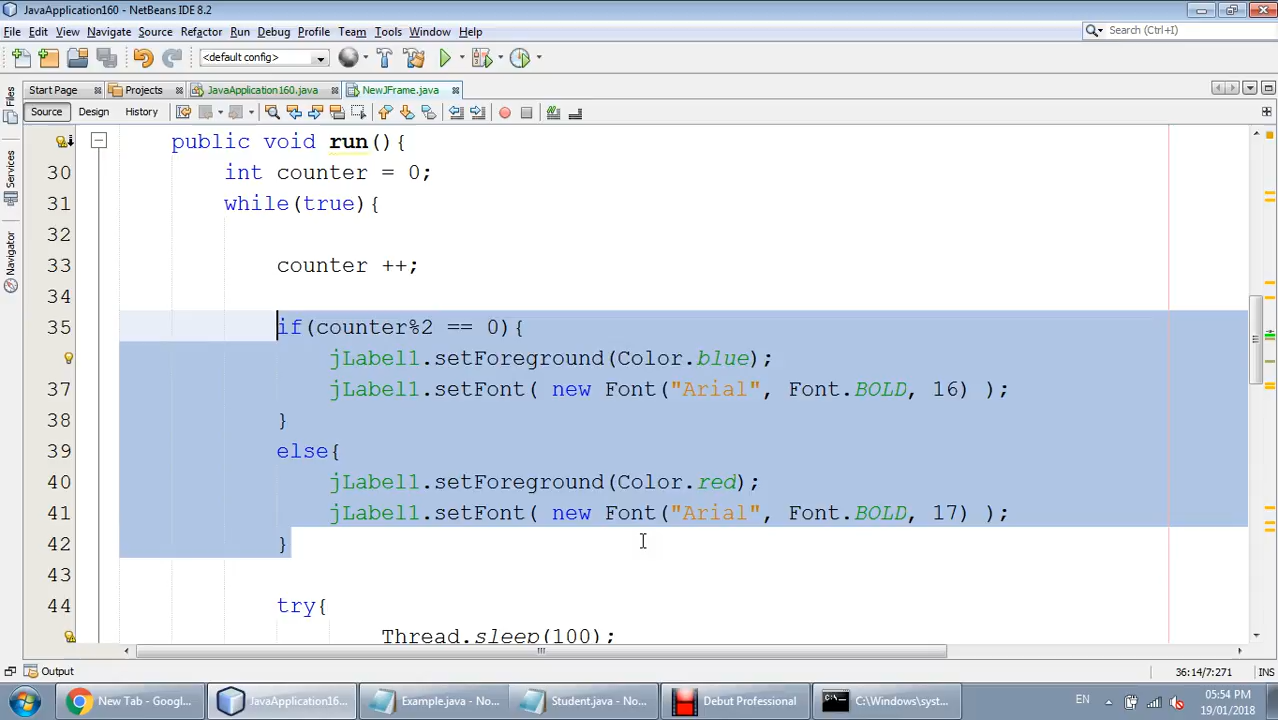 JavaApplication160 - NetBeans IDE 8.2
File Edit View Navigate Source Refactor Run Debug Profile Team Tools Window Help
Search (Ctrl+I)
<default config>
Start Page Projects JavaApplication160.java NewJFrame.java
Source Design History
Files
Services
Navigator
public void run(){
30 int counter = 0;
31 while(true){
32
33 counter ++;
34
35 if(counter%2 == 0){
jLabel1.setForeground(Color.blue);
37 jLabel1.setFont( new Font("Arial", Font.BOLD, 16) );
38 }
39 else{
40 jLabel1.setForeground(Color.red);
41 jLabel1.setFont( new Font("Arial", Font.BOLD, 17) );
42 }
43
44 try{
Thread.sleep(100);
Output
36:14/7:271 INS
New Tab - Googl... JavaApplication16... Example.java - No... Student.java - No... Debut Professional C:\Windows\syst... EN 05:54 PM
19/01/2018